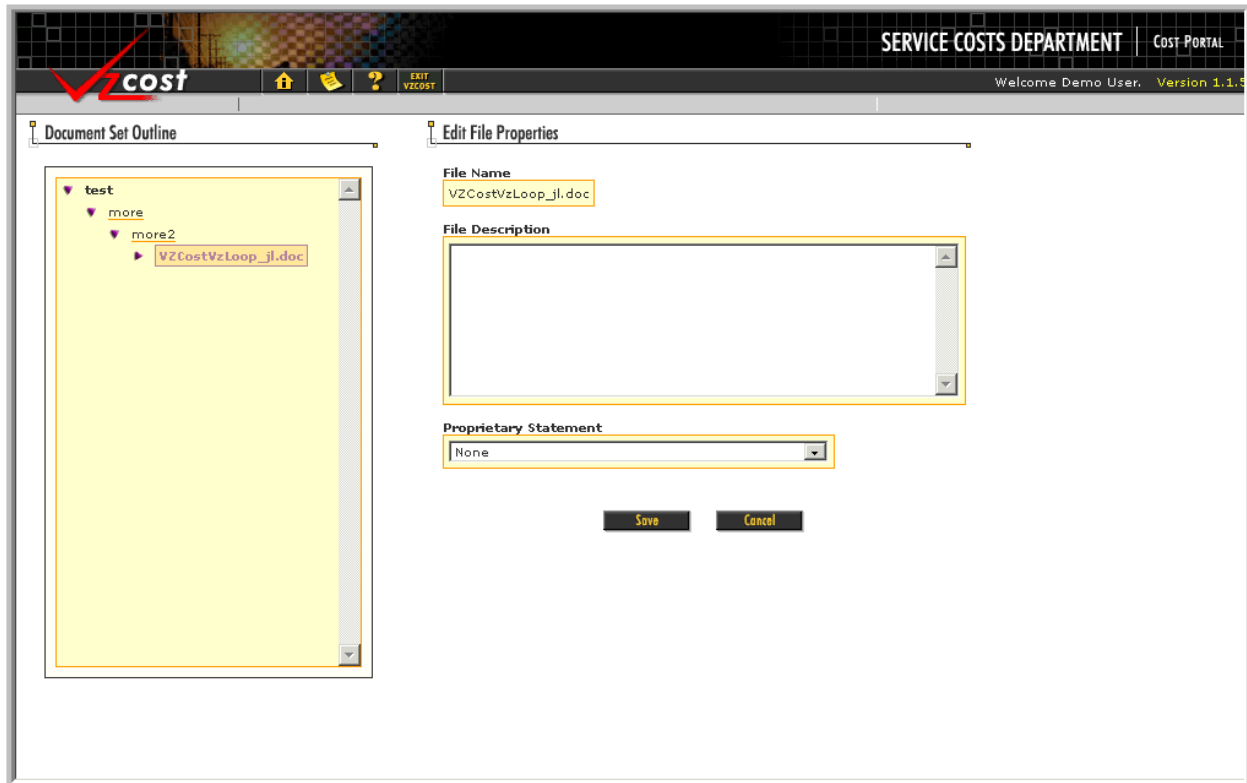 SERVICE COSTS DEPARTMENT | COST PORTAL
Vzcost
?
EXIT VZCOST
Welcome Demo User. Version 1.1.5
Document Set Outline
test
more
more2
VZCostVzLoop_jl.doc
Edit File Properties
File Name
VZCostVzLoop_jl.doc
File Description
Proprietary Statement
None
Save Cancel